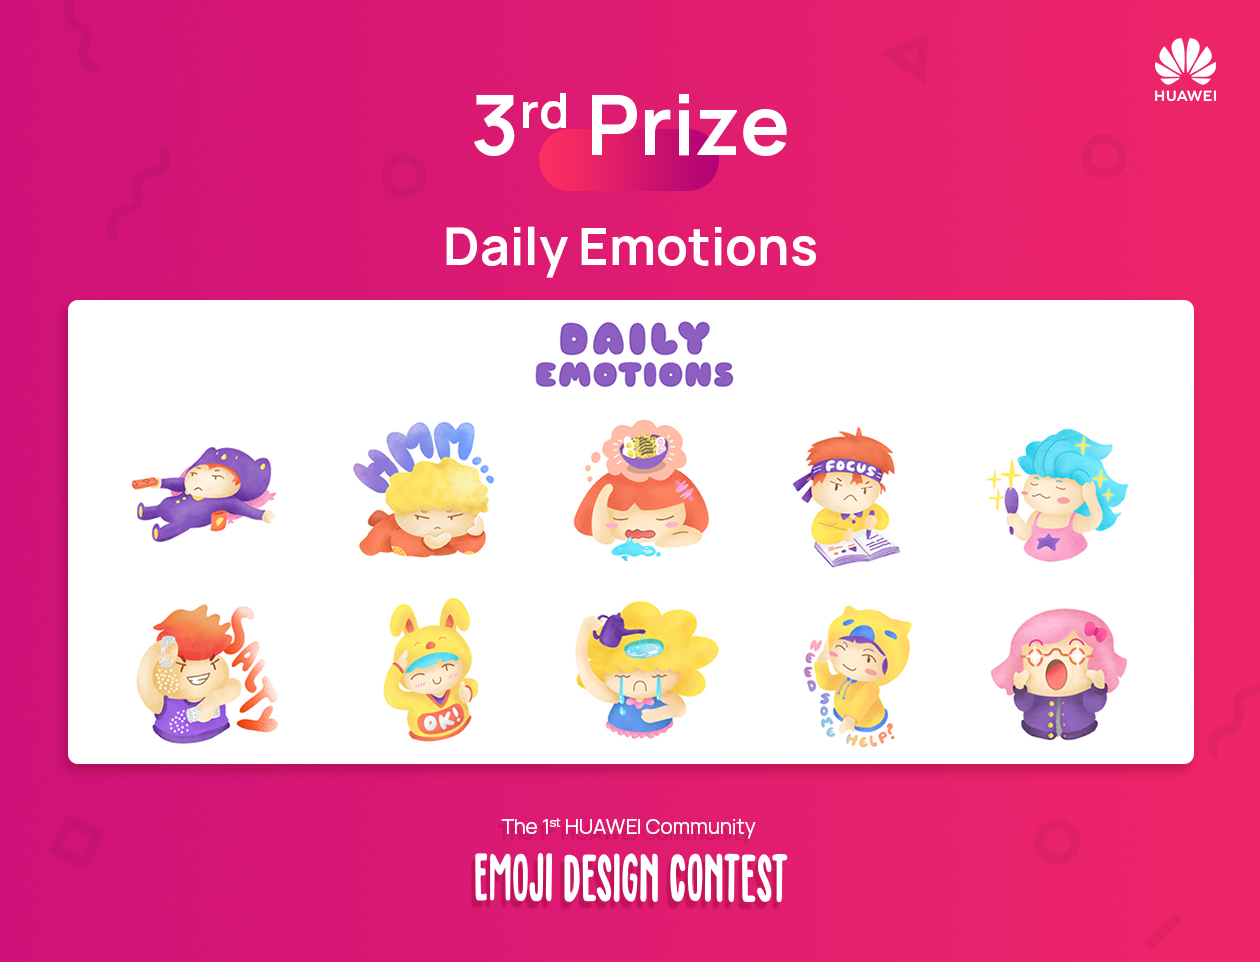 HUAWEI
3rd Prize
Daily Emotions
DAILY
EMOTIONS
HMM...
FOCUS
SALTY
OK!
NEED SOME HELP?
The 1st HUAWEI Community
EMOJI DESIGN CONTEST